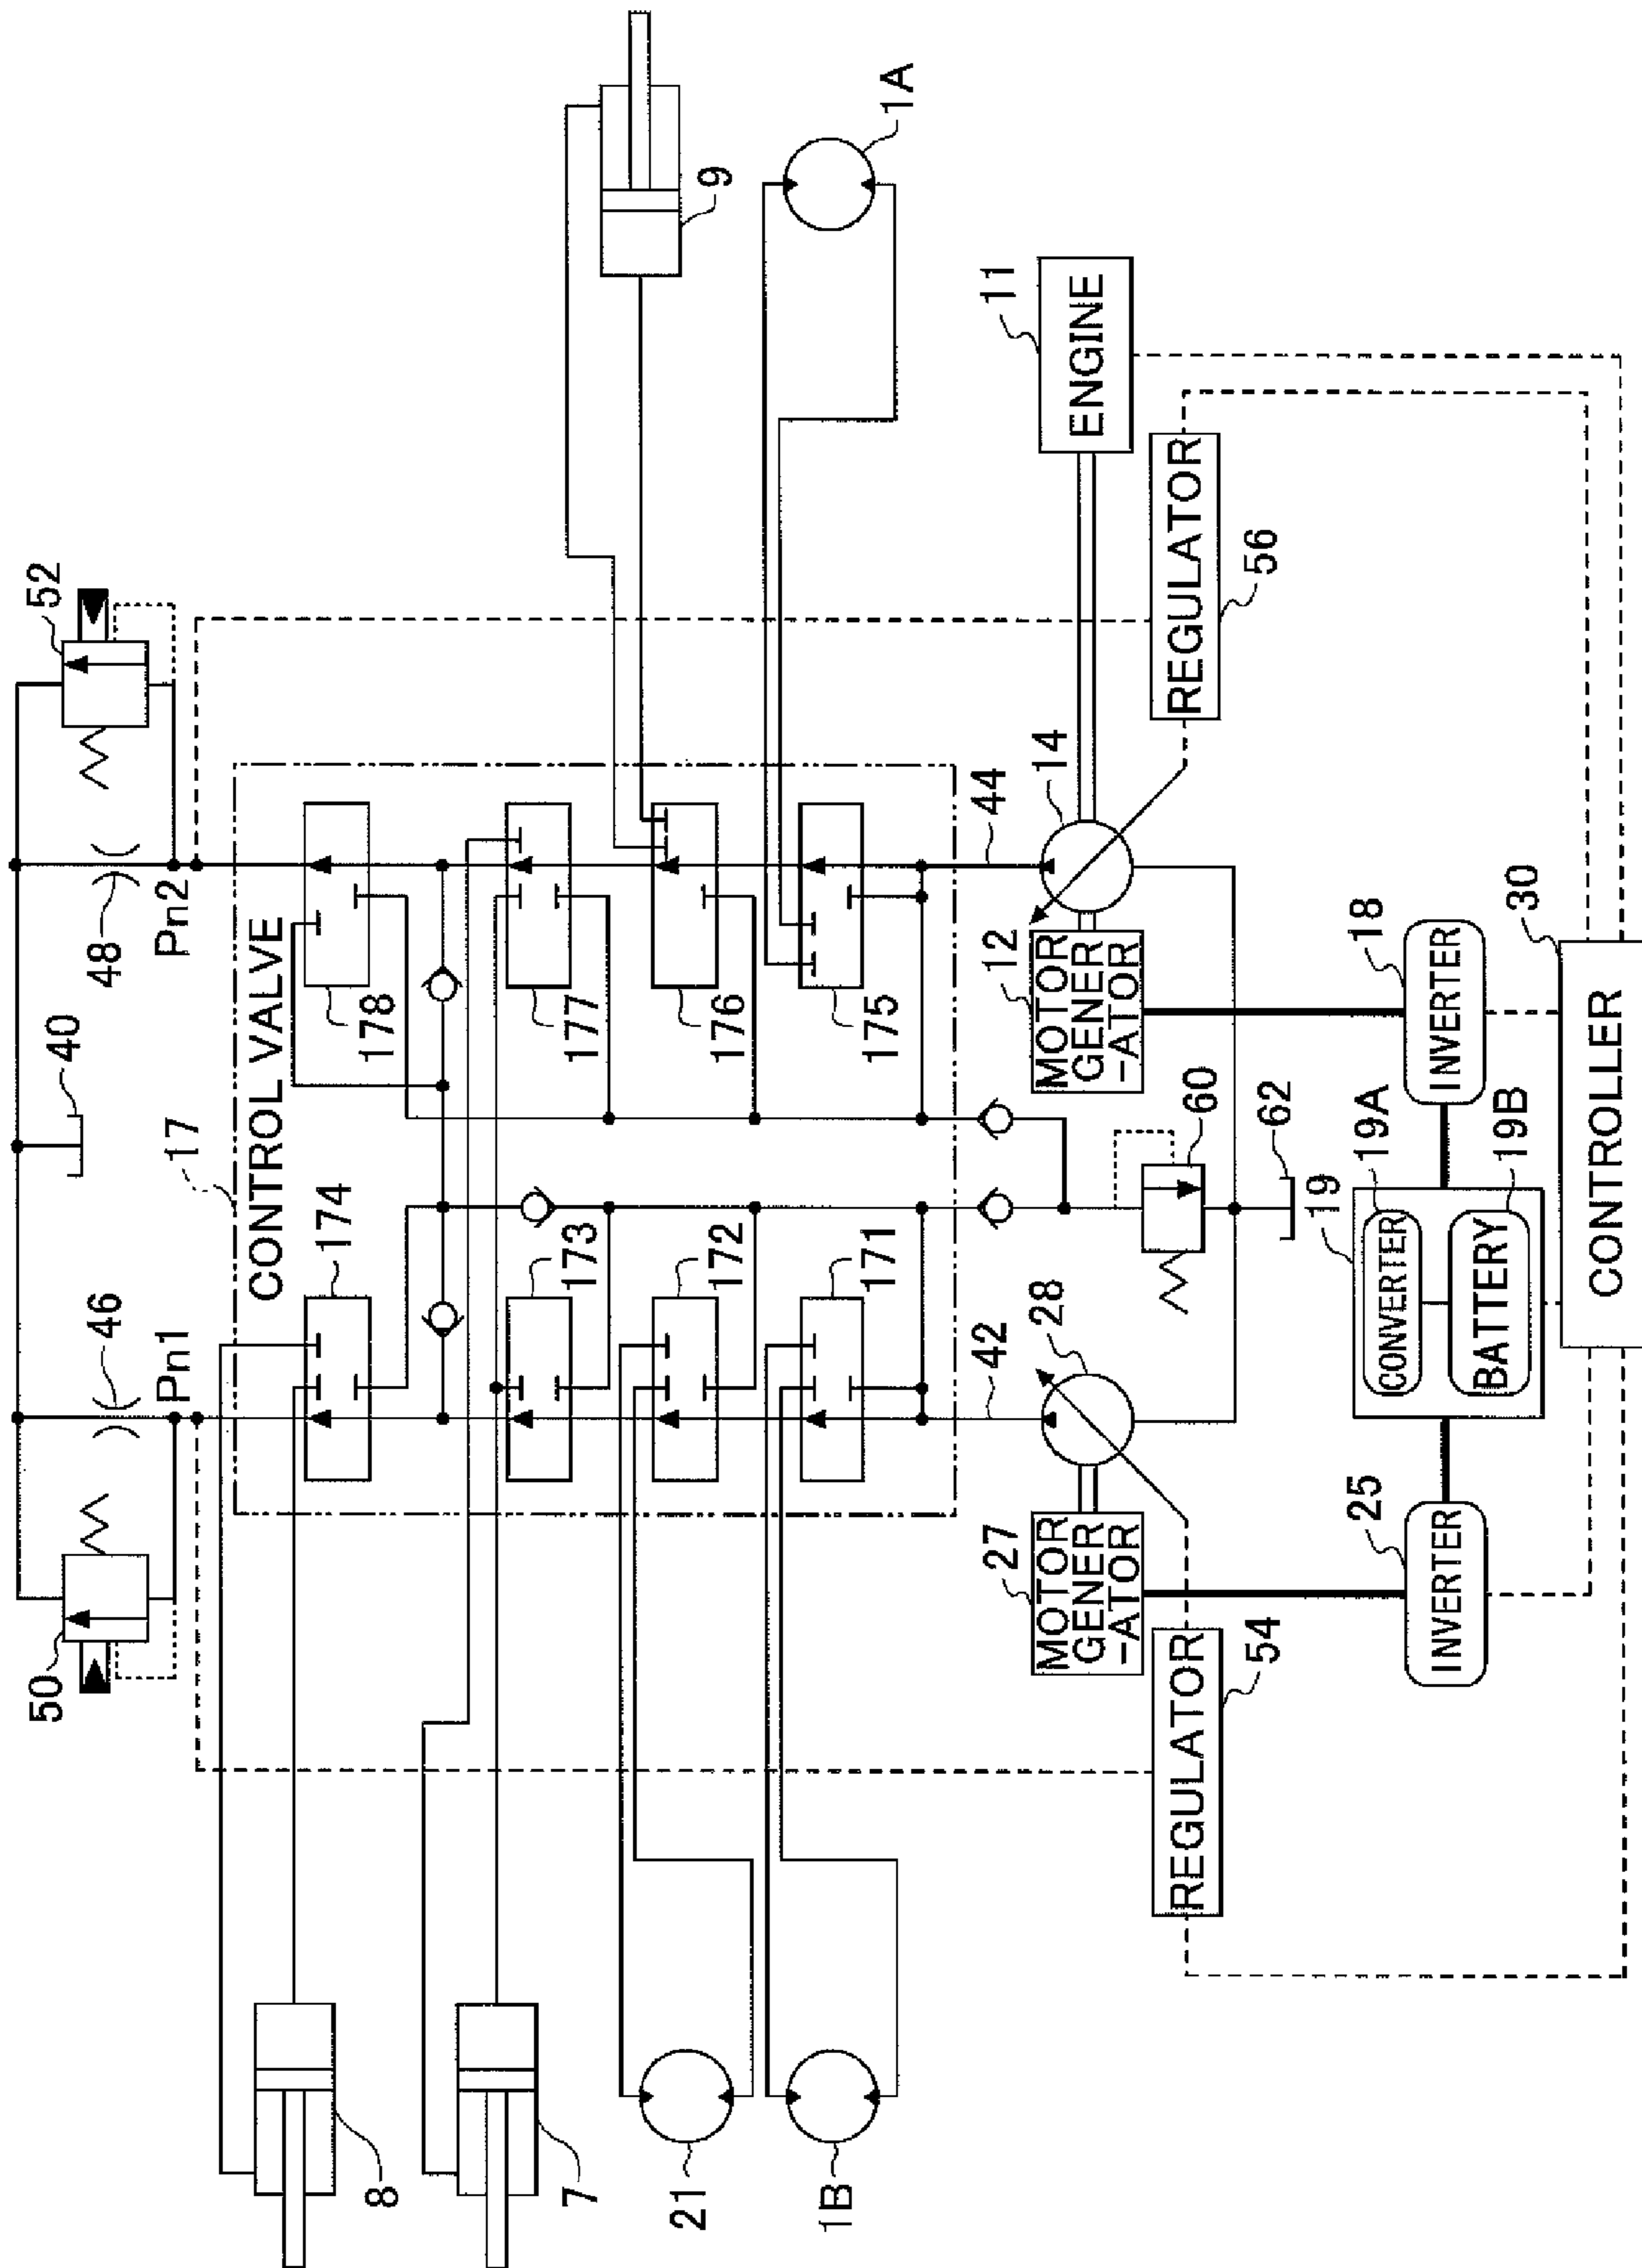 50
46
Pn1
17
40
48
Pn2
52
CONTROL VALVE
174
178
8
173
177
7
172
176
9
21
171
175
1A
1B
42
44
28
14
27
MOTOR
GENER
-ATOR
12
MOTOR
GENER
-ATOR
11
ENGINE
60
REGULATOR
54
REGULATOR
56
62
25
INVERTER
18
INVERTER
19
19A
CONVERTER
19B
BATTERY
30
CONTROLLER